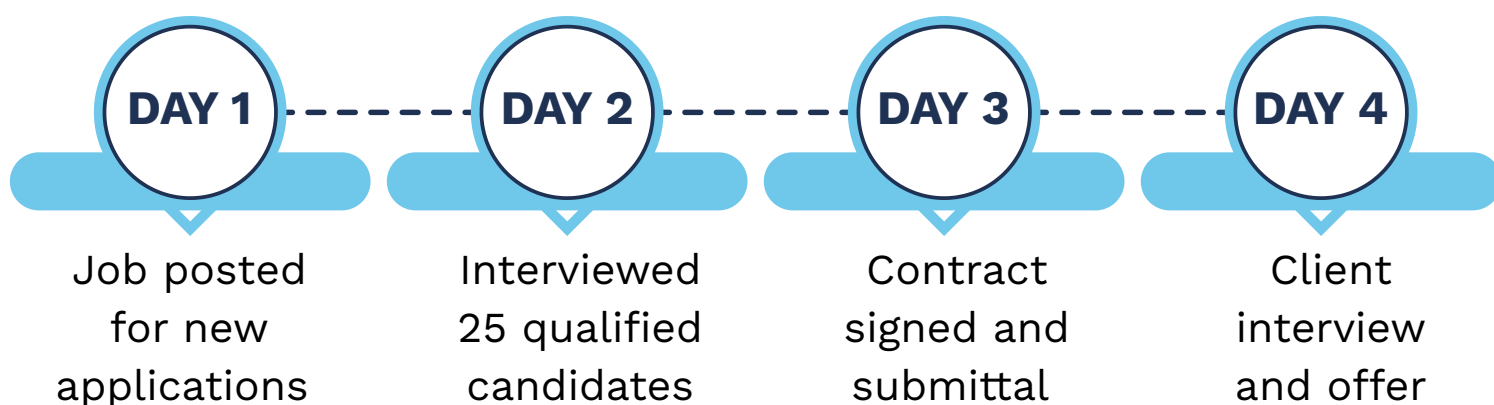 DAY 1
DAY 2
DAY 3
DAY 4
Job posted
for new
applications
Interviewed
25 qualified
candidates
Contract
signed and
submittal
Client
interview
and offer